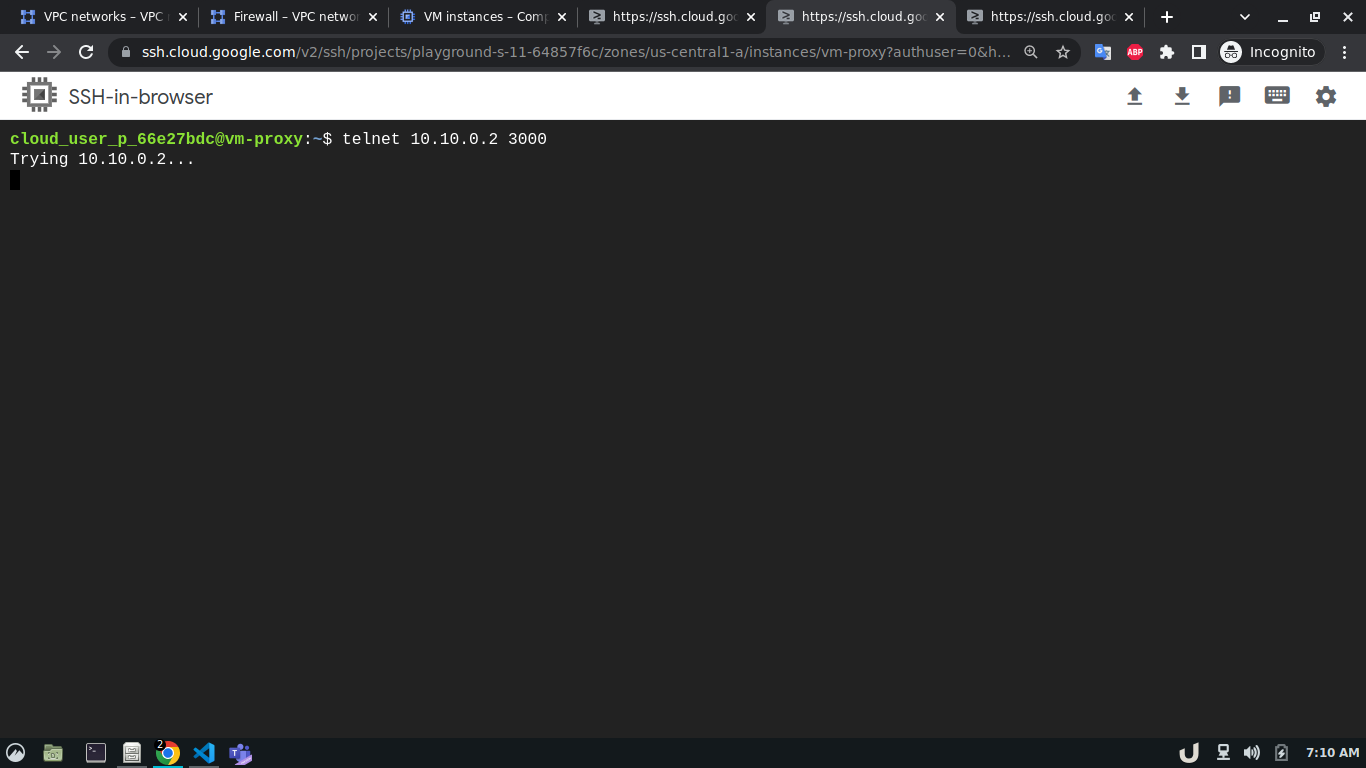 VPC networks – VPC n
Firewall – VPC networ
VM instances – Comp
https://ssh.cloud.goo
https://ssh.cloud.goo
https://ssh.cloud.goo
ssh.cloud.google.com/v2/ssh/projects/playground-s-11-64857f6c/zones/us-central1-a/instances/vm-proxy?authuser=0&h...
ABP
Incognito
SSH-in-browser
cloud_user_p_66e27bdc@vm-proxy:~$ telnet 10.10.0.2 3000
Trying 10.10.0.2...
2
7:10 AM